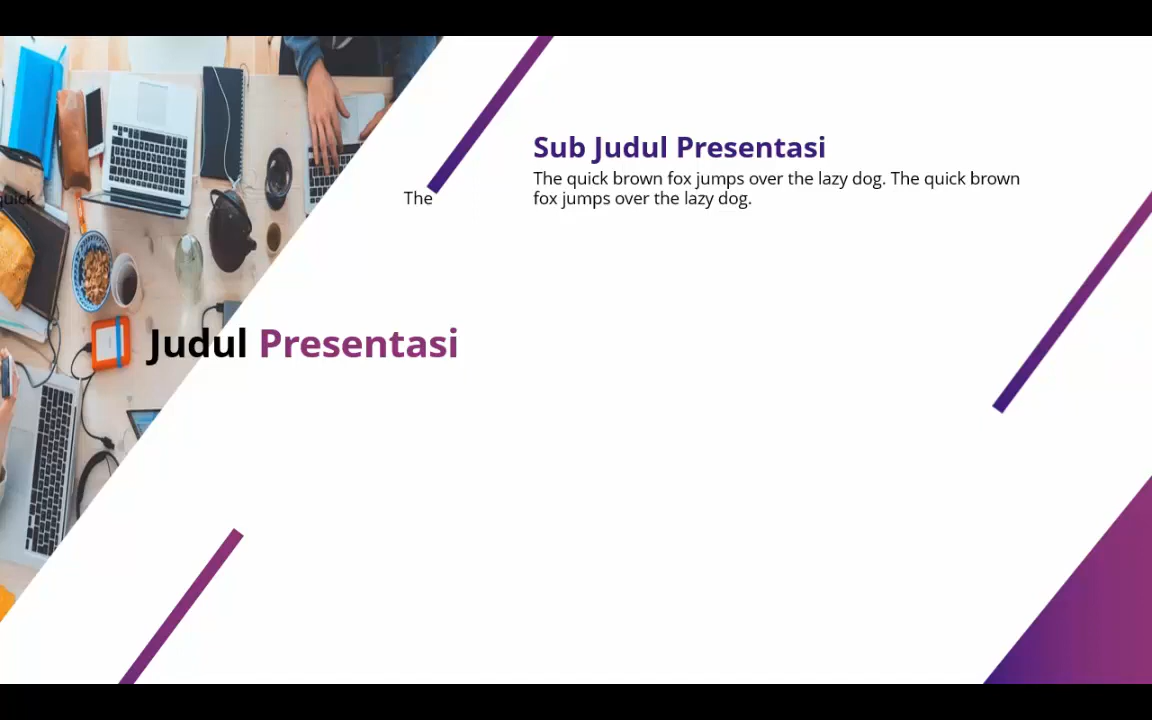 Sub Judul Presentasi
The quick brown fox jumps over the lazy dog. The quick brown
fox jumps over the lazy dog.
quick
The
Judul Presentasi